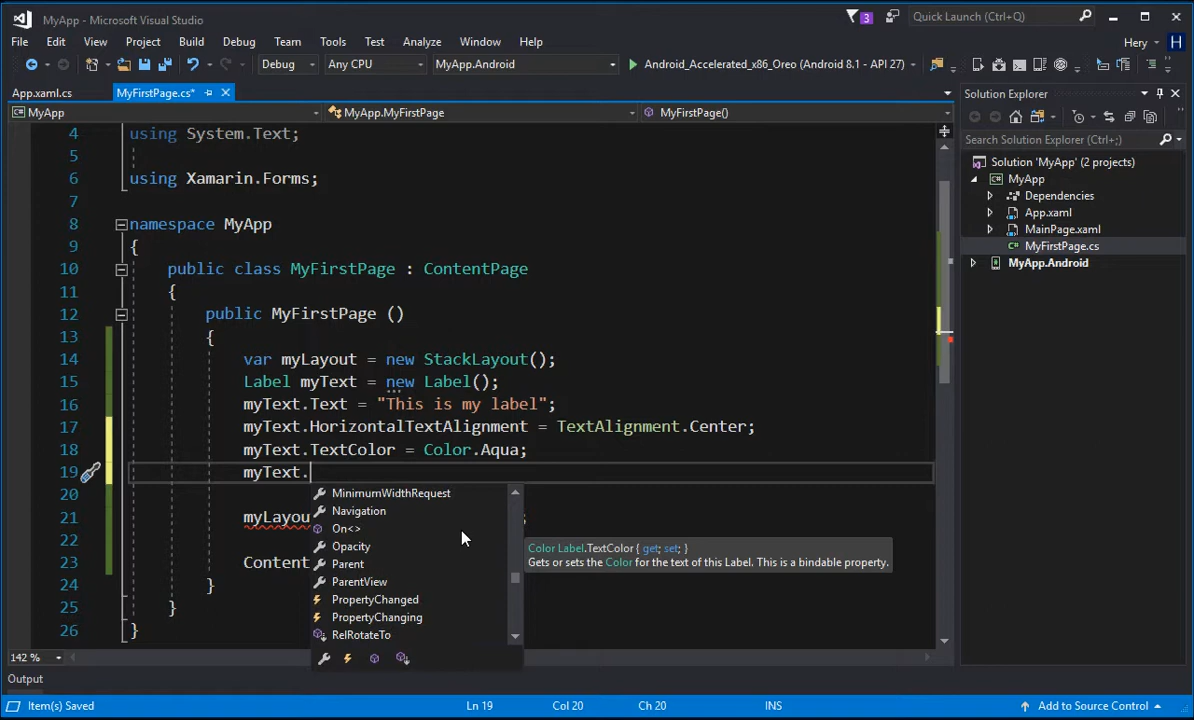 MyApp - Microsoft Visual Studio
3
Quick Launch (Ctrl+Q)
File Edit View Project Build Debug Team Tools Test Analyze Window Help
Hery H
Debug Any CPU MyApp.Android Android_Accelerated_x86_Oreo (Android 8.1 - API 27)
App.xaml.cs MyFirstPage.cs*
MyApp MyApp.MyFirstPage MyFirstPage()
4 using System.Text;
5
6 using Xamarin.Forms;
7
8 namespace MyApp
9 {
10 public class MyFirstPage : ContentPage
11 {
12 public MyFirstPage ()
13 {
14 var myLayout = new StackLayout();
15 Label myText = new Label();
16 myText.Text = "This is my label";
17 myText.HorizontalTextAlignment = TextAlignment.Center;
18 myText.TextColor = Color.Aqua;
19 myText.
20
21 myLayou ;
22
23 Content
24 }
25 }
26 }
MinimumWidthRequest
Navigation
On<>
Opacity
Parent
ParentView
PropertyChanged
PropertyChanging
RelRotateTo
Color Label.TextColor { get; set; }
Gets or sets the Color for the text of this Label. This is a bindable property.
142 %
Output
Item(s) Saved Ln 19 Col 20 Ch 20 INS Add to Source Control
Solution Explorer
Search Solution Explorer (Ctrl+;)
Solution 'MyApp' (2 projects)
MyApp
Dependencies
App.xaml
MainPage.xaml
MyFirstPage.cs
MyApp.Android